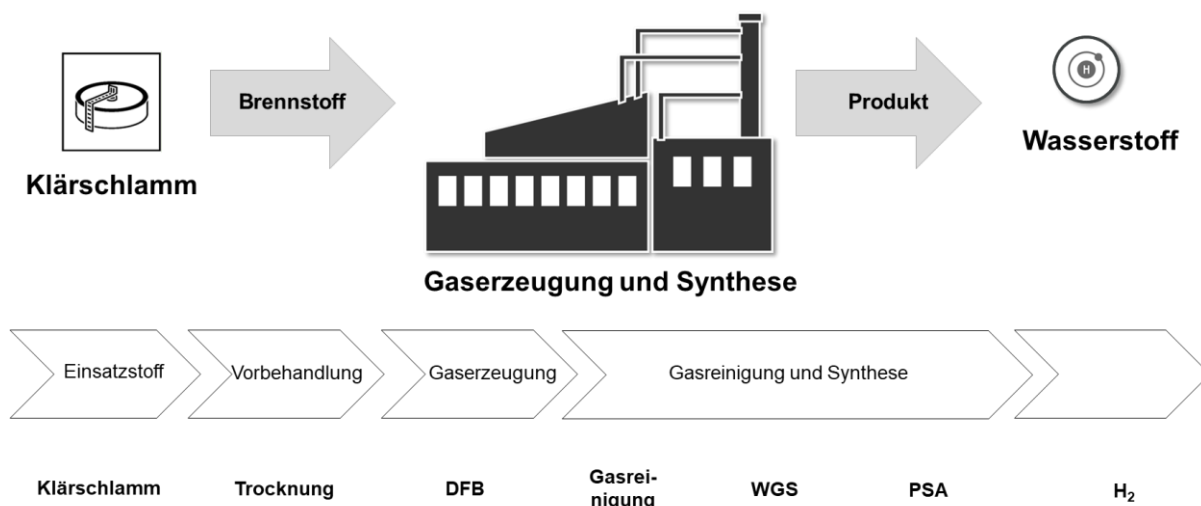 Klärschlamm
Brennstoff
Gaserzeugung und Synthese
Produkt
H
Wasserstoff
Einsatzstoff
Vorbehandlung
Gaserzeugung
Gasreinigung und Synthese
Klärschlamm
Trocknung
DFB
Gasrei-
nigung
WGS
PSA
H₂